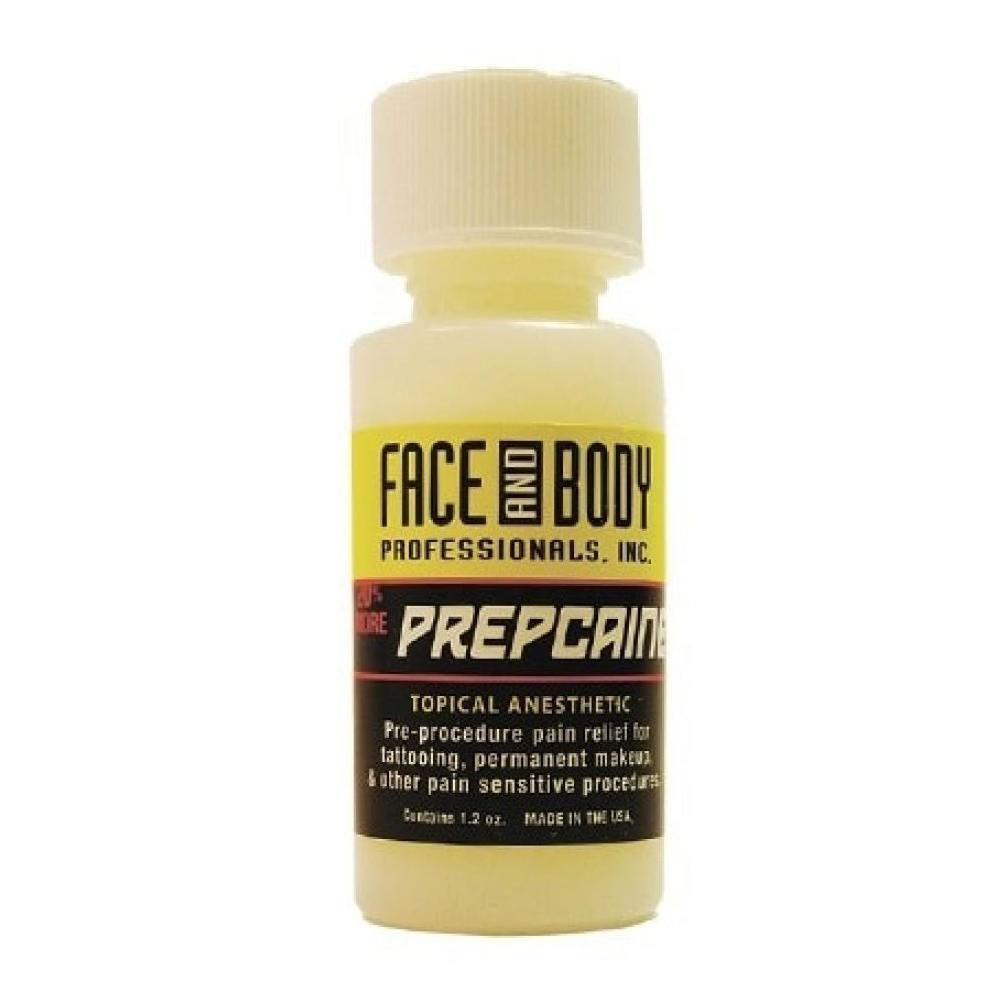 FACE AND BODY
PROFESSIONALS, INC.
20%
MORE
PREPCAINE
TOPICAL ANESTHETIC
Pre-procedure pain relief for
tattooing, permanent makeup,
& other pain sensitive procedures.
Contains 1.2 oz. MADE IN THE USA.